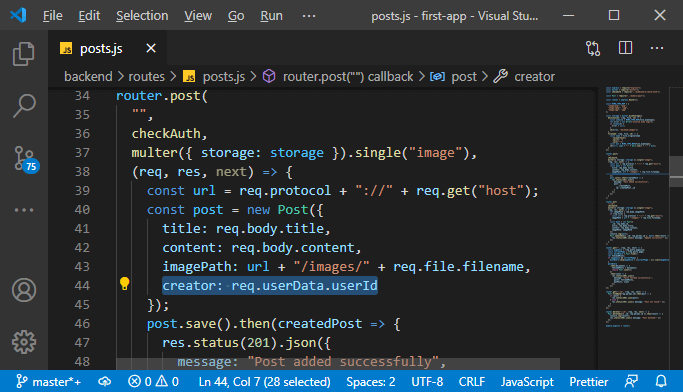 File Edit Selection View Go Run ··· posts.js - first-app - Visual Stu...
JS posts.js
backend > routes > JS posts.js > router.post("") callback > post > creator
34 router.post(
35 "",
36 checkAuth,
37 multer({ storage: storage }).single("image"),
38 (req, res, next) => {
39 const url = req.protocol + "://" + req.get("host");
40 const post = new Post({
41 title: req.body.title,
42 content: req.body.content,
43 imagePath: url + "/images/" + req.file.filename,
44 creator: req.userData.userId
45 });
46 post.save().then(createdPost => {
47 res.status(201).json({
48 message: "Post added successfully",
75
master*+ 0 0 Ln 44, Col 7 (28 selected) Spaces: 2 UTF-8 CRLF JavaScript Prettier